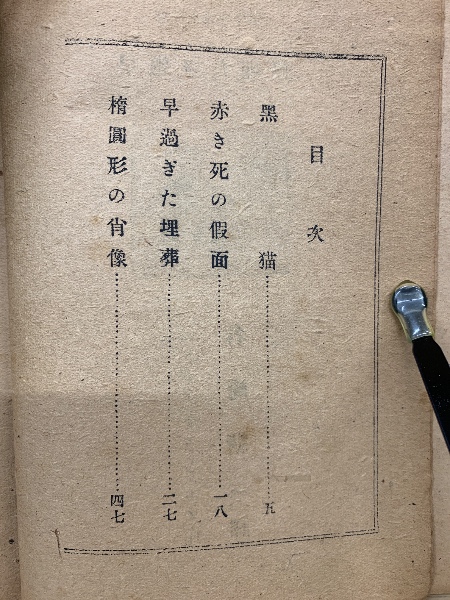 目次
黑猫……五
赤き死の假面……一八
早過ぎた埋葬……二七
楕圓形の肖像……四七